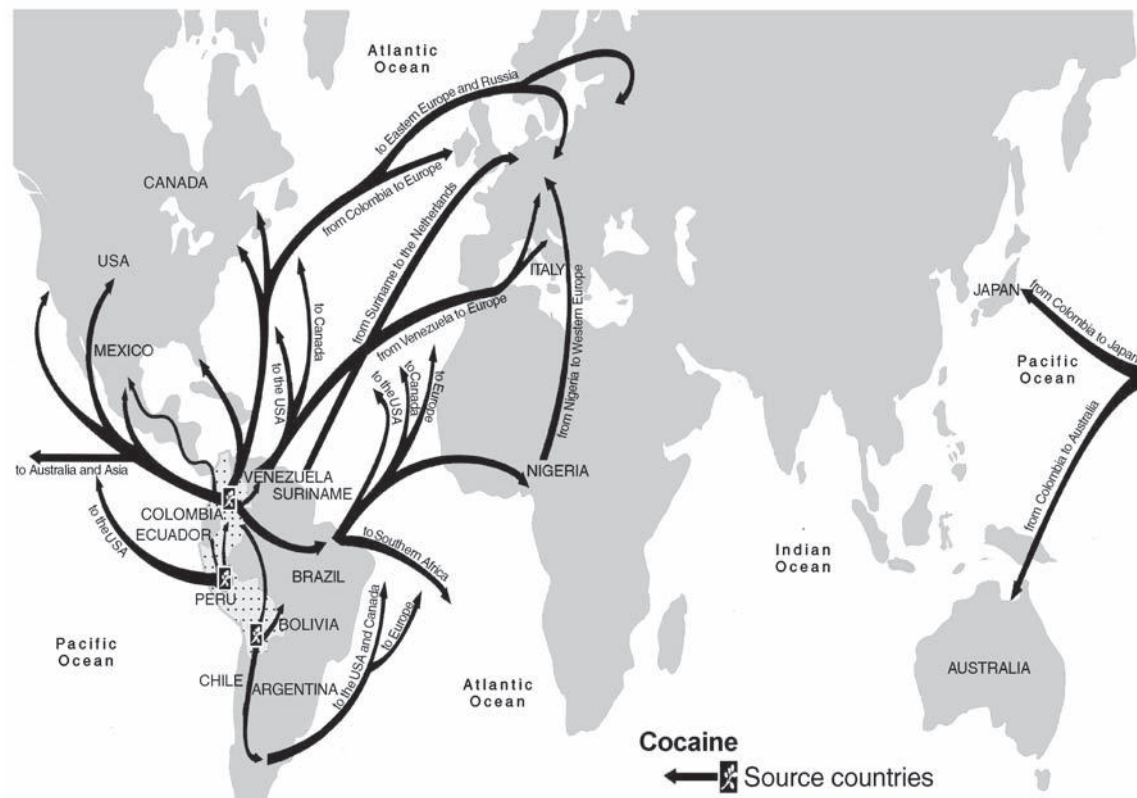 Atlantic
Ocean
to Eastern Europe and Russia
CANADA
from Colombia to Europe
from Suriname to the Netherlands
USA
ITALY
JAPAN
from Colombia to Japan
to Canada
from Venezuela to Europe
from Nigeria to Western Europe
MEXICO
to the USA
Pacific
Ocean
to the USA
to Canada
to Europe
to Australia and Asia
VENEZUELA
SURINAME
NIGERIA
from Colombia to Australia
COLOMBIA
ECUADOR
to the USA
to Southern Africa
Indian
Ocean
BRAZIL
PERU
BOLIVIA
Pacific
Ocean
to the USA and Canada
to Europe
CHILE
ARGENTINA
Atlantic
Ocean
AUSTRALIA
Cocaine
Source countries